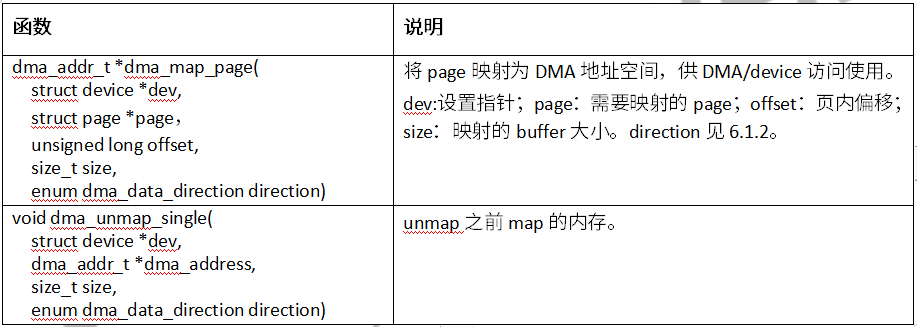 函数
说明
dma_addr_t *dma_map_page(
struct device *dev,
struct page *page，
unsigned long offset,
size_t size,
enum dma_data_direction direction)
将 page 映射为 DMA 地址空间，供 DMA/device 访问使用。
dev:设置指针；page：需要映射的 page；offset：页内偏移；
size：映射的 buffer 大小。direction 见 6.1.2。
void dma_unmap_single(
struct device *dev,
dma_addr_t *dma_address,
size_t size,
enum dma_data_direction direction)
unmap 之前 map 的内存。